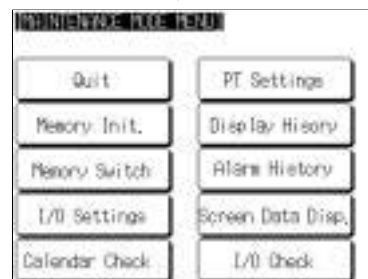 [MAINTENANCE MODE MENU]
Quit PT Settings
Memory Init. Display Hisory
Memory Switch Alarm History
I/O Settings Screen Data Disp.
Calendar Check I/O Check